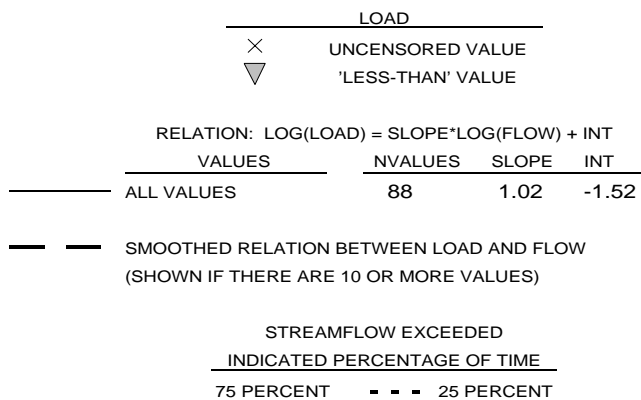 LOAD
UNCENSORED VALUE
'LESS-THAN' VALUE
RELATION: LOG(LOAD) = SLOPE*LOG(FLOW) + INT
VALUES NVALUES SLOPE INT
ALL VALUES 88 1.02 -1.52
SMOOTHED RELATION BETWEEN LOAD AND FLOW
(SHOWN IF THERE ARE 10 OR MORE VALUES)
STREAMFLOW EXCEEDED
INDICATED PERCENTAGE OF TIME
75 PERCENT 25 PERCENT